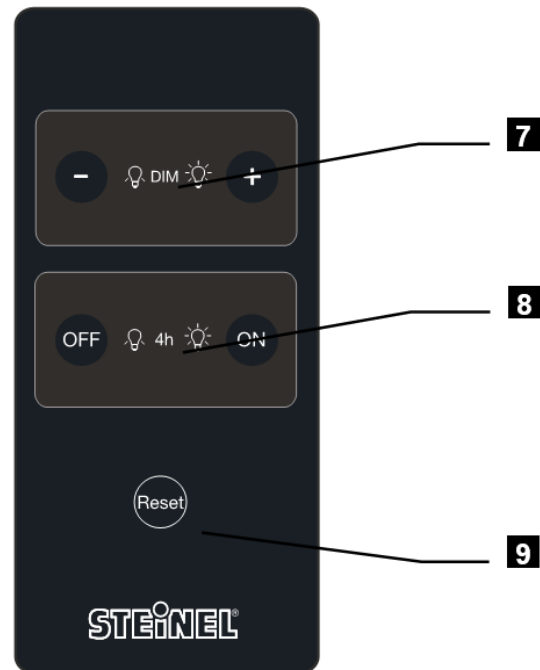 7
- DIM +
8
OFF 4h ON
Reset
9
STEINEL®